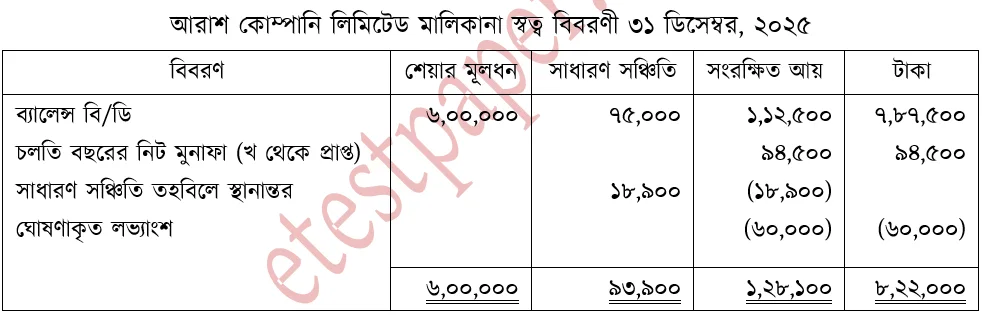 আরাশ কোম্পানি লিমিটেড মালিকানা স্বত্ব বিবরণী ৩১ ডিসেম্বর, ২০২৫
বিবরণ শেয়ার মূলধন সাধারণ সঞ্চিতি সংরক্ষিত আয় টাকা
ব্যালেন্স বি/ডি ৬,০০,০০০ ৭৫,০০০ ১,১২,৫০০ ৭,৮৭,৫০০
চলতি বছরের নিট মুনাফা (খ থেকে প্রাপ্ত) ৯৪,৫০০ ৯৪,৫০০
সাধারণ সঞ্চিতি তহবিলে স্থানান্তর ১৮,৯০০ (১৮,৯০০)
ঘোষণাকৃত লভ্যাংশ (৬০,০০০) (৬০,০০০)
৬,০০,০০০ ৯৩,৯০০ ১,২৮,১০০ ৮,২২,০০০
etestpaper